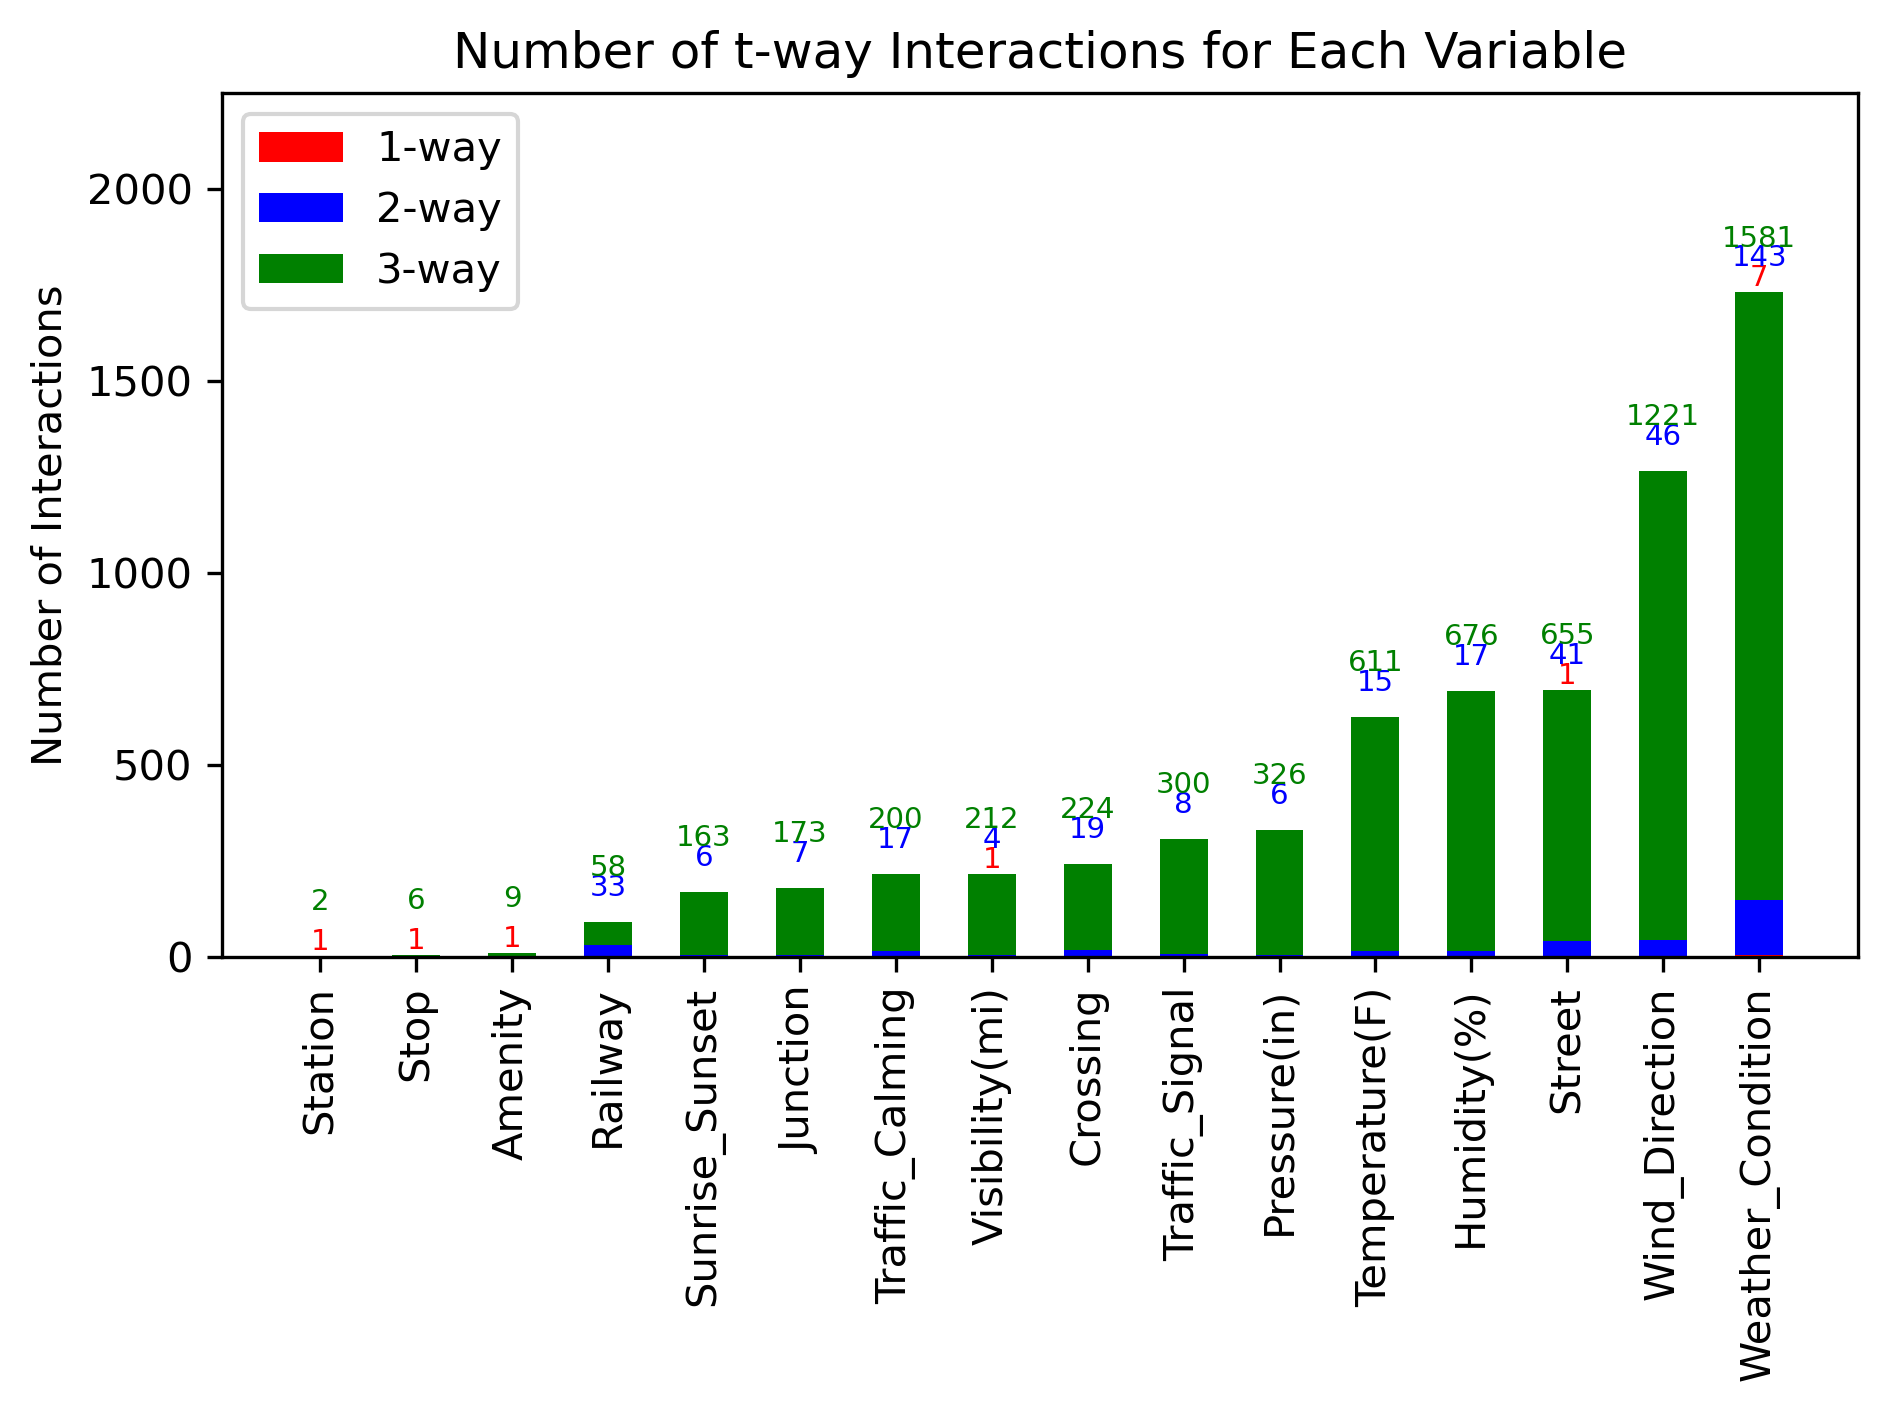 Number of t-way Interactions for Each Variable
1-way
2-way
3-way
Number of Interactions
2000
1500
1000
500
0
2
1
6
1
9
1
58
33
163
6
173
7
200
17
212
4
1
224
19
300
8
326
6
611
15
676
17
655
41
1
1221
46
1581
143
7
Station
Stop
Amenity
Railway
Sunrise_Sunset
Junction
Traffic_Calming
Visibility(mi)
Crossing
Traffic_Signal
Pressure(in)
Temperature(F)
Humidity(%)
Street
Wind_Direction
Weather_Condition